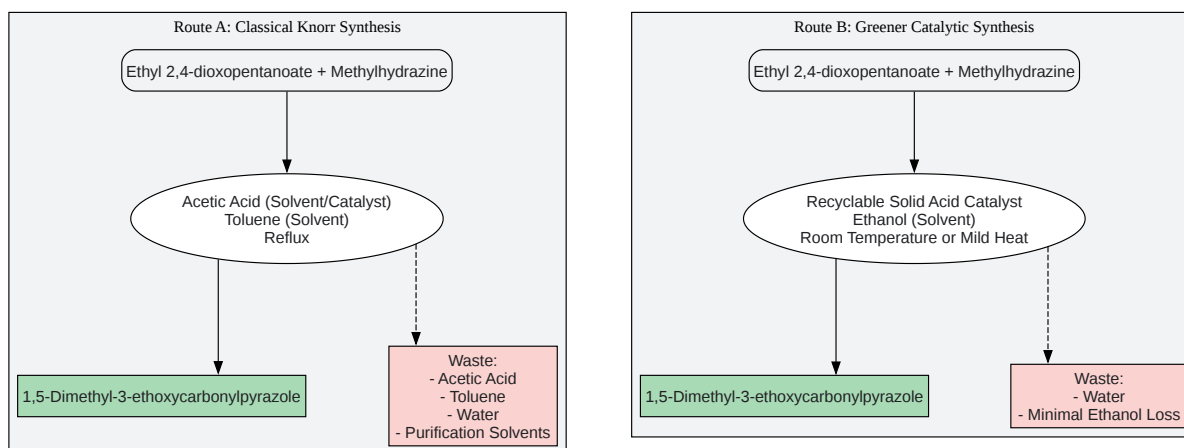 Route A: Classical Knorr Synthesis
Ethyl 2,4-dioxopentanoate + Methylhydrazine
Acetic Acid (Solvent/Catalyst)
Toluene (Solvent)
Reflux
1,5-Dimethyl-3-ethoxycarbonylpyrazole
Waste:
- Acetic Acid
- Toluene
- Water
- Purification Solvents
Route B: Greener Catalytic Synthesis
Ethyl 2,4-dioxopentanoate + Methylhydrazine
Recyclable Solid Acid Catalyst
Ethanol (Solvent)
Room Temperature or Mild Heat
1,5-Dimethyl-3-ethoxycarbonylpyrazole
Waste:
- Water
- Minimal Ethanol Loss